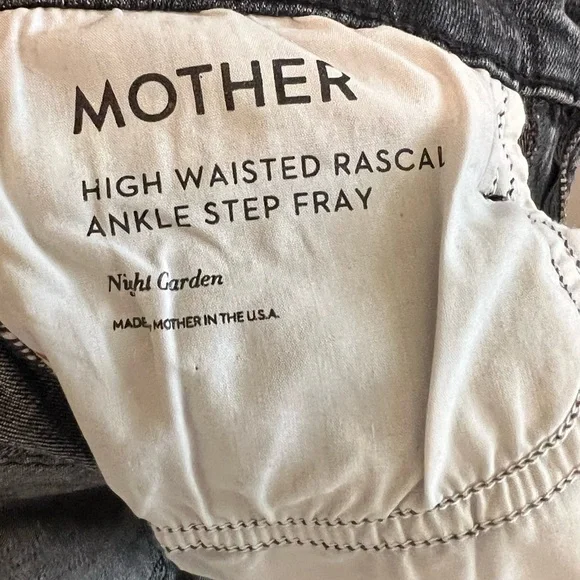 MOTHER
HIGH WAISTED RASCAL
ANKLE STEP FRAY
Night Garden
MADE, MOTHER IN THE U.S.A.